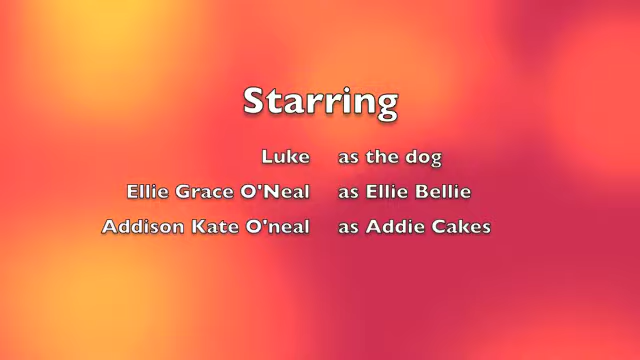 Starring
Luke as the dog
Ellie Grace O'Neal as Ellie Bellie
Addison Kate O'neal as Addie Cakes